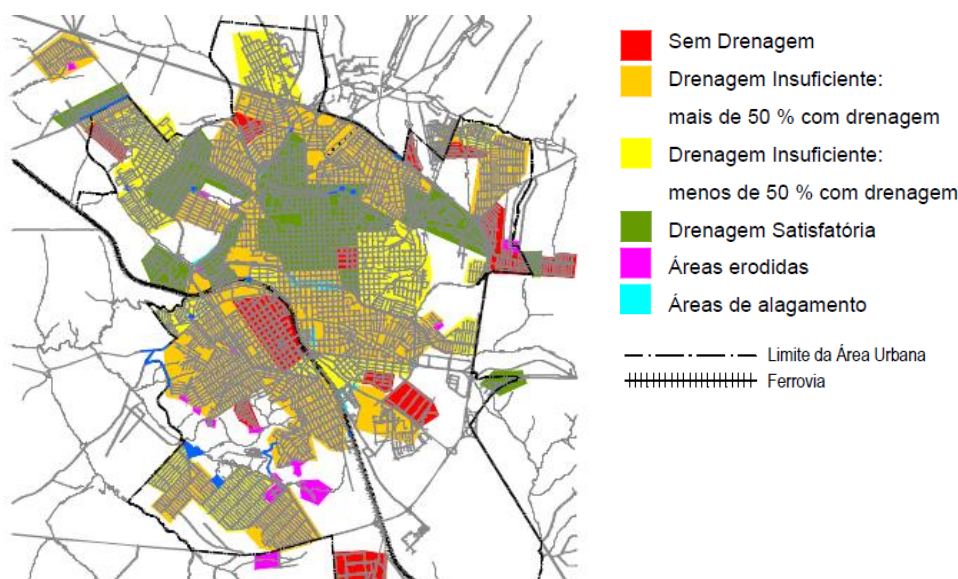 Sem Drenagem
Drenagem Insuficiente:
mais de 50 % com drenagem
Drenagem Insuficiente:
menos de 50 % com drenagem
Drenagem Satisfatória
Áreas erodidas
Áreas de alagamento
Limite da Área Urbana
Ferrovia